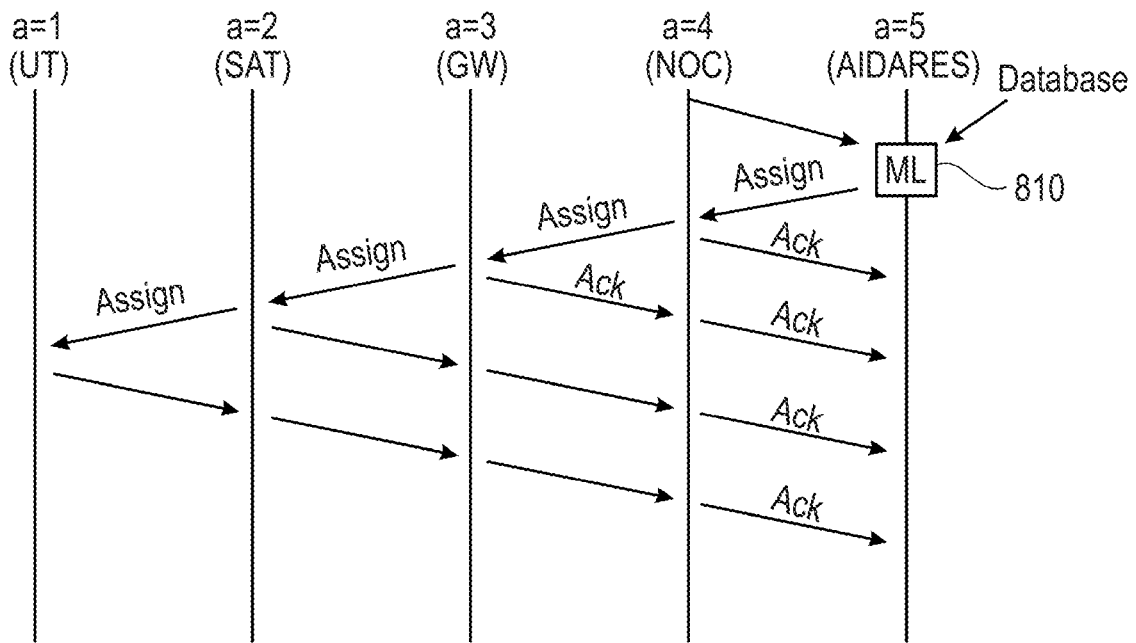 a=1 a=2 a=3 a=4 a=5
(UT) (SAT) (GW) (NOC) (AIDARES)
Database
ML
810
Assign
Assign
Ack
Assign
Ack
Assign
Ack
Ack
Ack